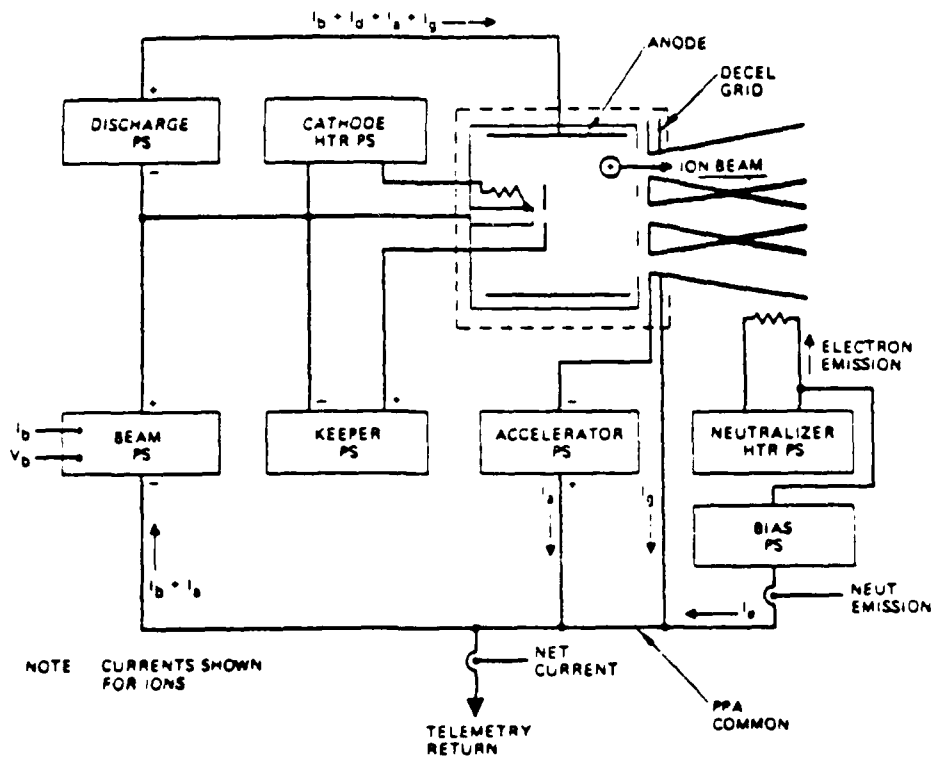 I_b + I_d + I_a + I_g
ANODE
DECEL
GRID
+
DISCHARGE
PS
-
CATHODE
HTR PS
+
ION BEAM
ELECTRON
EMISSION
+
I_b
V_b
BEAM
PS
-
- +
KEEPER
PS
-
ACCELERATOR
PS
+
NEUTRALIZER
HTR PS
I_a
I_g
BIAS
PS
I_b + I_a
I_e
NEUT
EMISSION
NOTE CURRENTS SHOWN
FOR IONS
NET
CURRENT
PPA
COMMON
TELEMETRY
RETURN